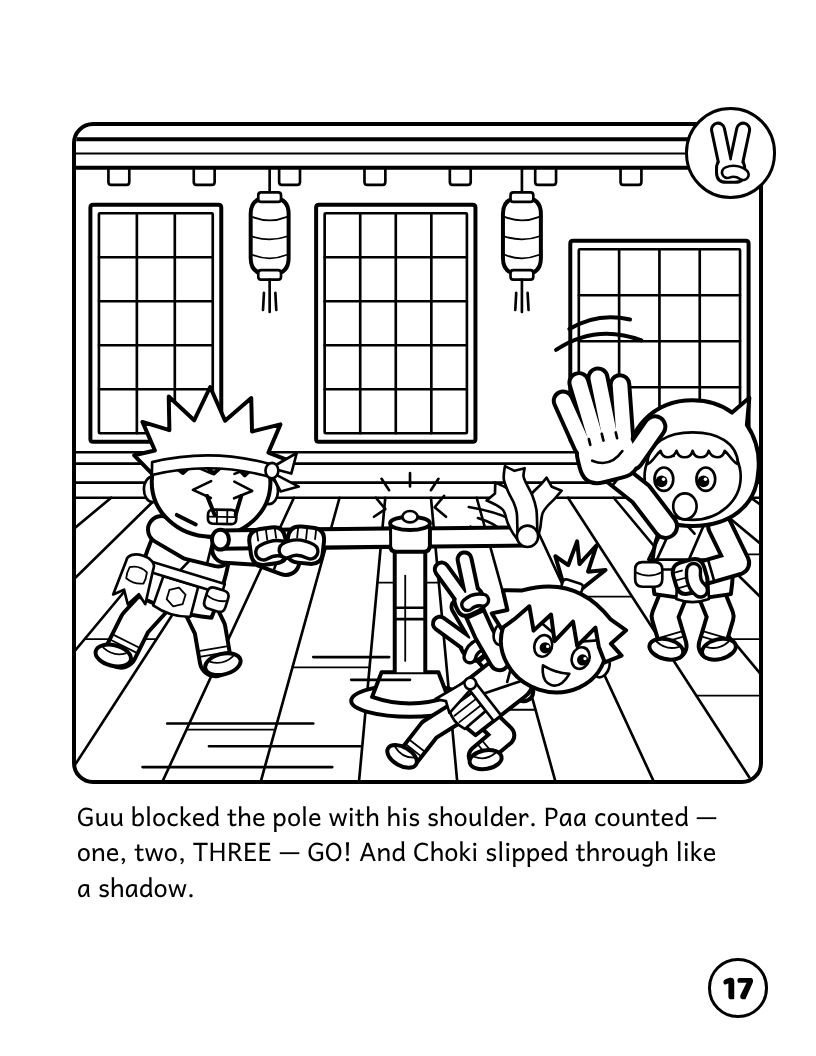 Guu blocked the pole with his shoulder. Paa counted —
one, two, THREE — GO! And Choki slipped through like
a shadow.
17